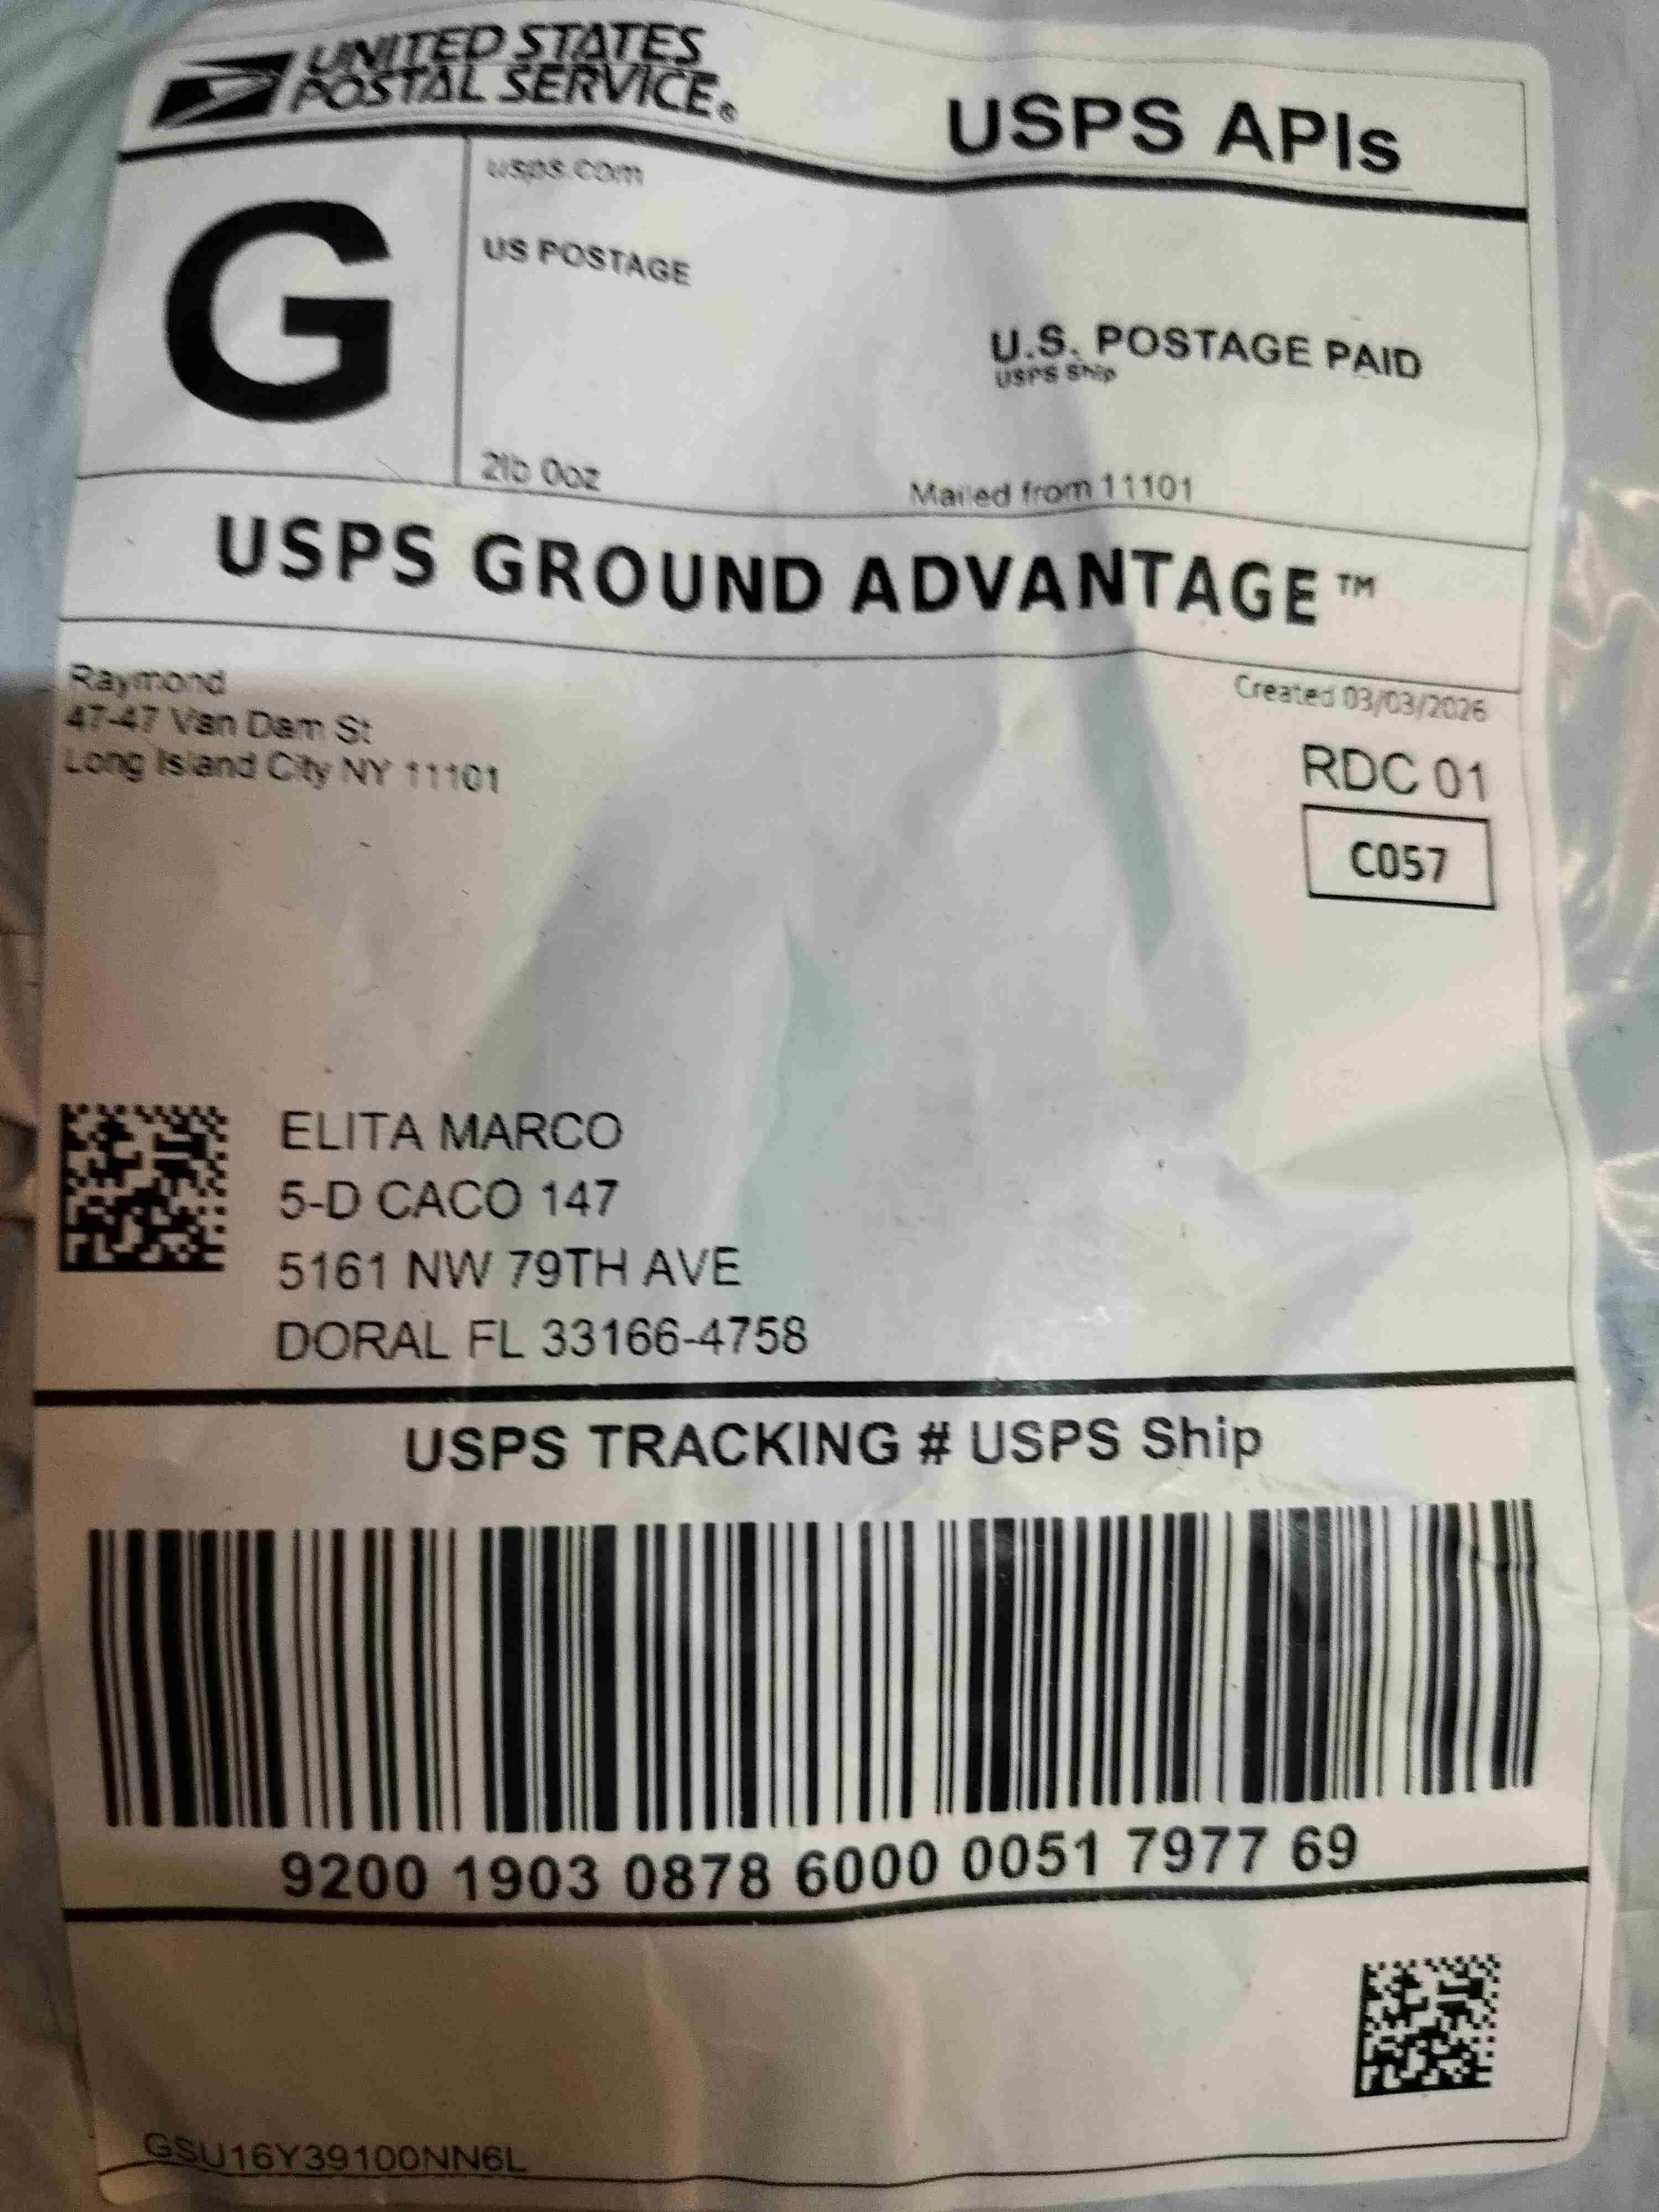 UNITED STATES
POSTAL SERVICE®
USPS APIs
G
usps.com
US POSTAGE
U.S. POSTAGE PAID
USPS Ship
2lb 0oz
Mailed from 11101
USPS GROUND ADVANTAGE™
Raymond
47-47 Van Dam St
Long Island City NY 11101
Created 03/03/2026
RDC 01
C057
ELITA MARCO
5-D CACO 147
5161 NW 79TH AVE
DORAL FL 33166-4758
USPS TRACKING # USPS Ship
9200 1903 0878 6000 0051 7977 69
GSU16Y39100NN6L